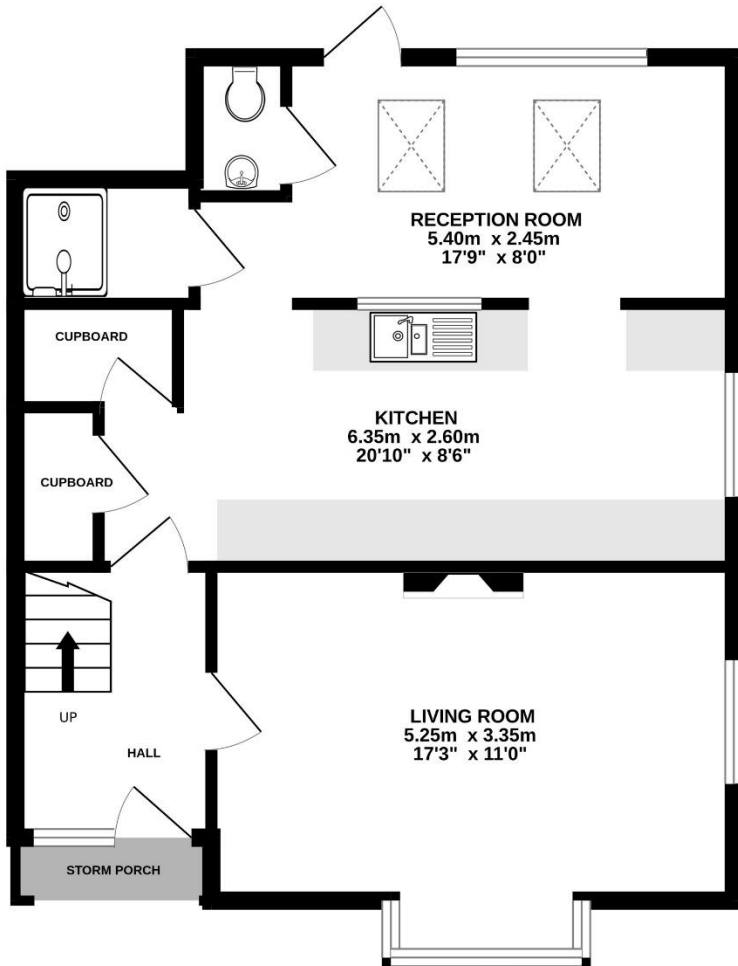 RECEPTION ROOM
5.40m x 2.45m
17'9" x 8'0"
CUPBOARD
KITCHEN
6.35m x 2.60m
20'10" x 8'6"
CUPBOARD
UP
HALL
LIVING ROOM
5.25m x 3.35m
17'3" x 11'0"
STORM PORCH